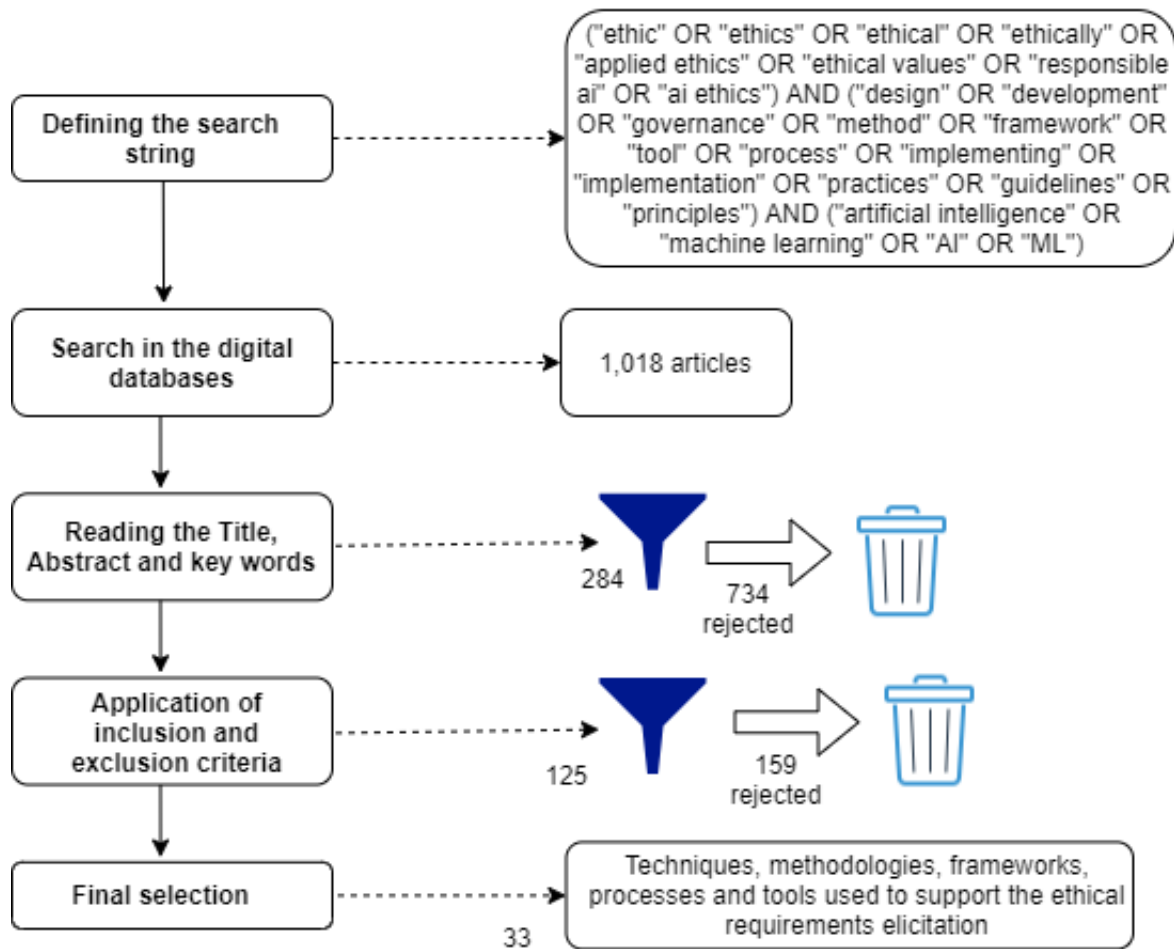 Defining the search
string
("ethic" OR "ethics" OR "ethical" OR "ethically" OR
"applied ethics" OR "ethical values" OR "responsible
ai" OR "ai ethics") AND ("design" OR "development"
OR "governance" OR "method" OR "framework" OR
"tool" OR "process" OR "implementing" OR
"implementation" OR "practices" OR "guidelines" OR
"principles") AND ("artificial intelligence" OR
"machine learning" OR "AI" OR "ML")
Search in the digital
databases
1,018 articles
Reading the Title,
Abstract and key words
284
734
rejected
Application of
inclusion and
exclusion criteria
125
159
rejected
Final selection
33
Techniques, methodologies, frameworks,
processes and tools used to support the ethical
requirements elicitation